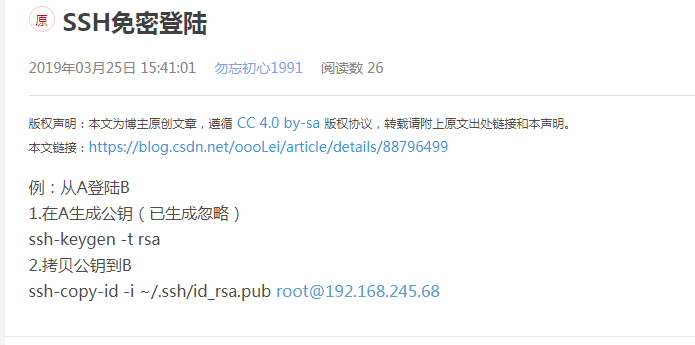 原 SSH免密登陆
2019年03月25日 15:41:01 勿忘初心1991 阅读数 26
版权声明：本文为博主原创文章，遵循 CC 4.0 by-sa 版权协议，转载请附上原文出处链接和本声明。
本文链接：https://blog.csdn.net/oooLei/article/details/88796499
例：从A登陆B
1.在A生成公钥（已生成忽略）
ssh-keygen -t rsa
2.拷贝公钥到B
ssh-copy-id -i ~/.ssh/id_rsa.pub root@192.168.245.68